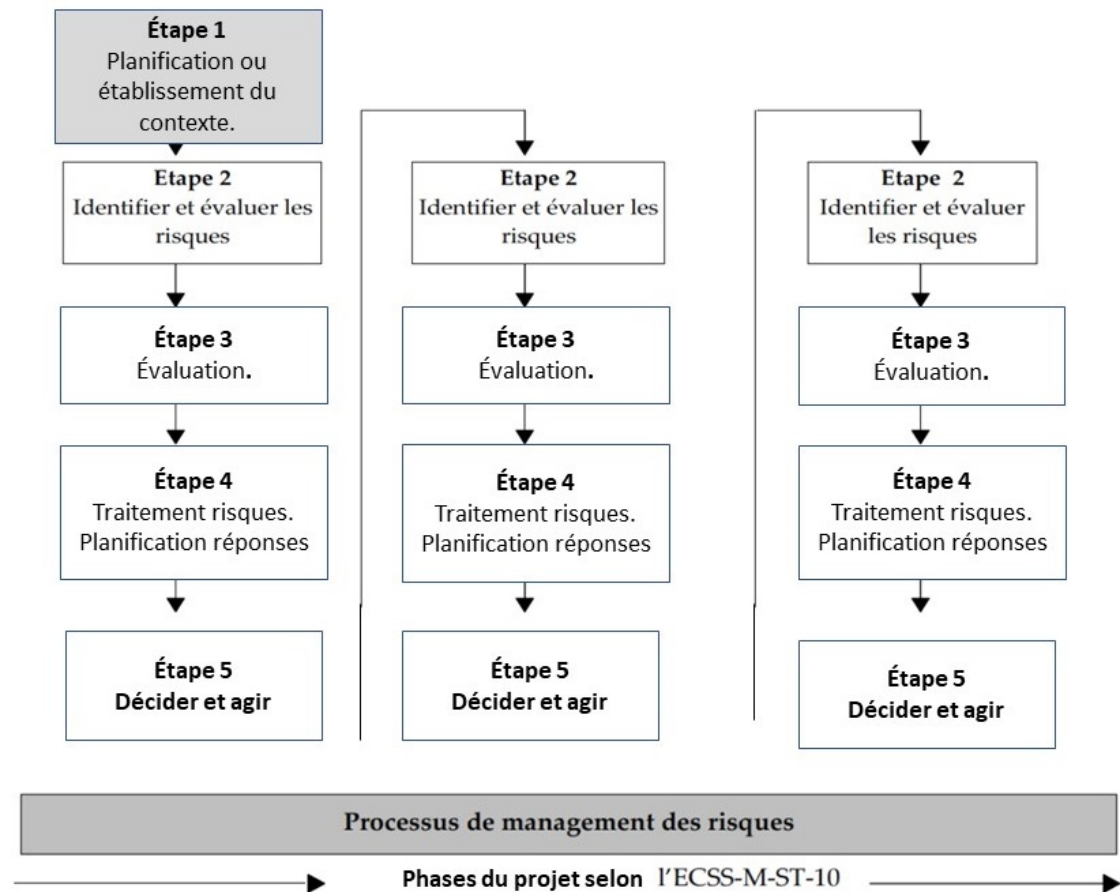 Étape 1
Planification ou
établissement du
contexte.
Etape 2
Identifier et évaluer les
risques
Étape 3
Évaluation.
Étape 4
Traitement risques.
Planification réponses
Étape 5
Décider et agir
Etape 2
Identifier et évaluer les
risques
Étape 3
Évaluation.
Étape 4
Traitement risques.
Planification réponses
Étape 5
Décider et agir
Etape 2
Identifier et évaluer
les risques
Étape 3
Évaluation.
Étape 4
Traitement risques.
Planification réponses
Étape 5
Décider et agir
Processus de management des risques
Phases du projet selon l'ECSS-M-ST-10